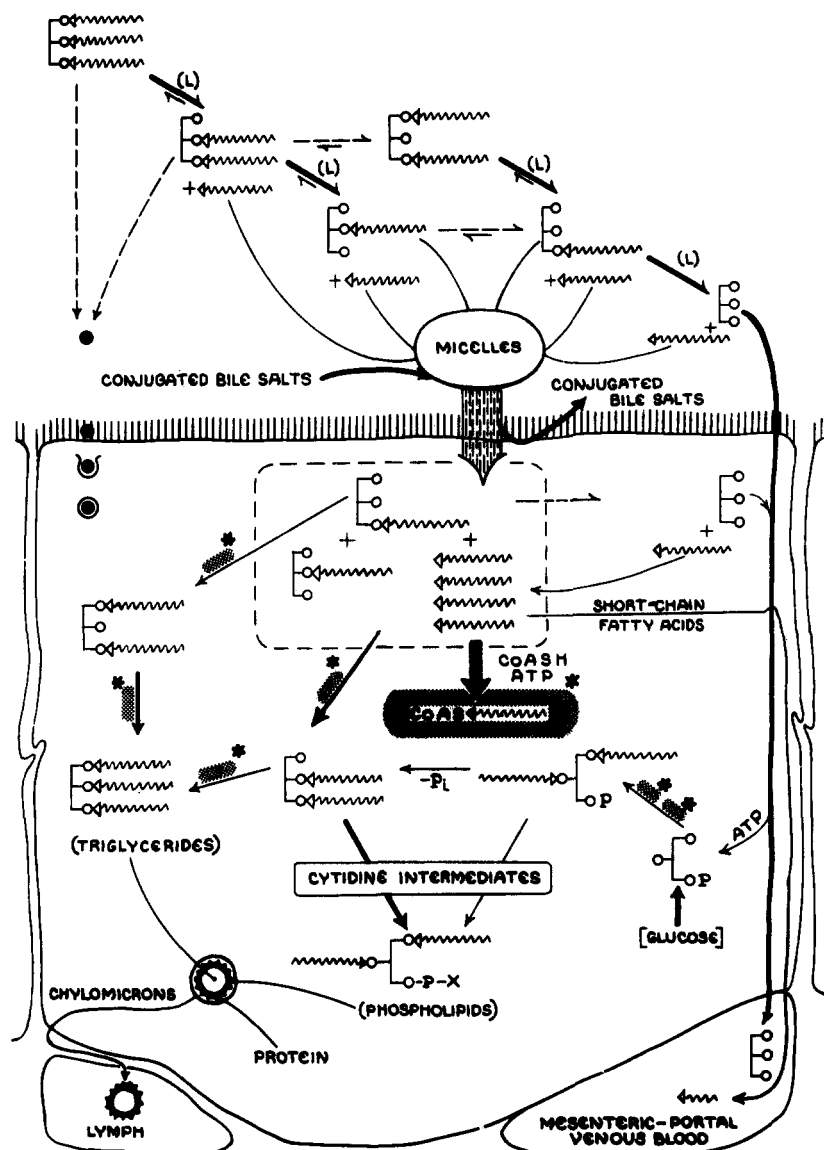 (L)
(L)
(L)
(L)
+
+
+
+
MICELLES
CONJUGATED BILE SALTS
CONJUGATED
BILE SALTS
+
+
+
*
SHORT-CHAIN
FATTY ACIDS
CoASH
ATP
*
*
*
CoAS
*
-Pi
P
* *
ATP
(TRIGLYCERIDES)
CYTIDINE INTERMEDIATES
P
[GLUCOSE]
-P-X
CHYLOMICRONS
(PHOSPHOLIPIDS)
PROTEIN
LYMPH
MESENTERIC-PORTAL
VENOUS BLOOD